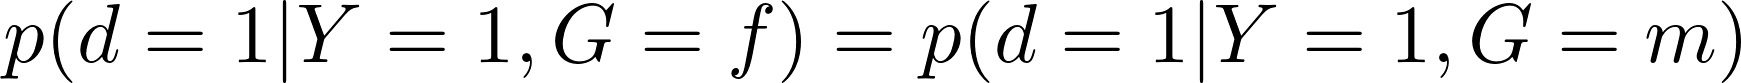 p(d = 1|Y = 1, G = f) = p(d = 1|Y = 1, G = m)